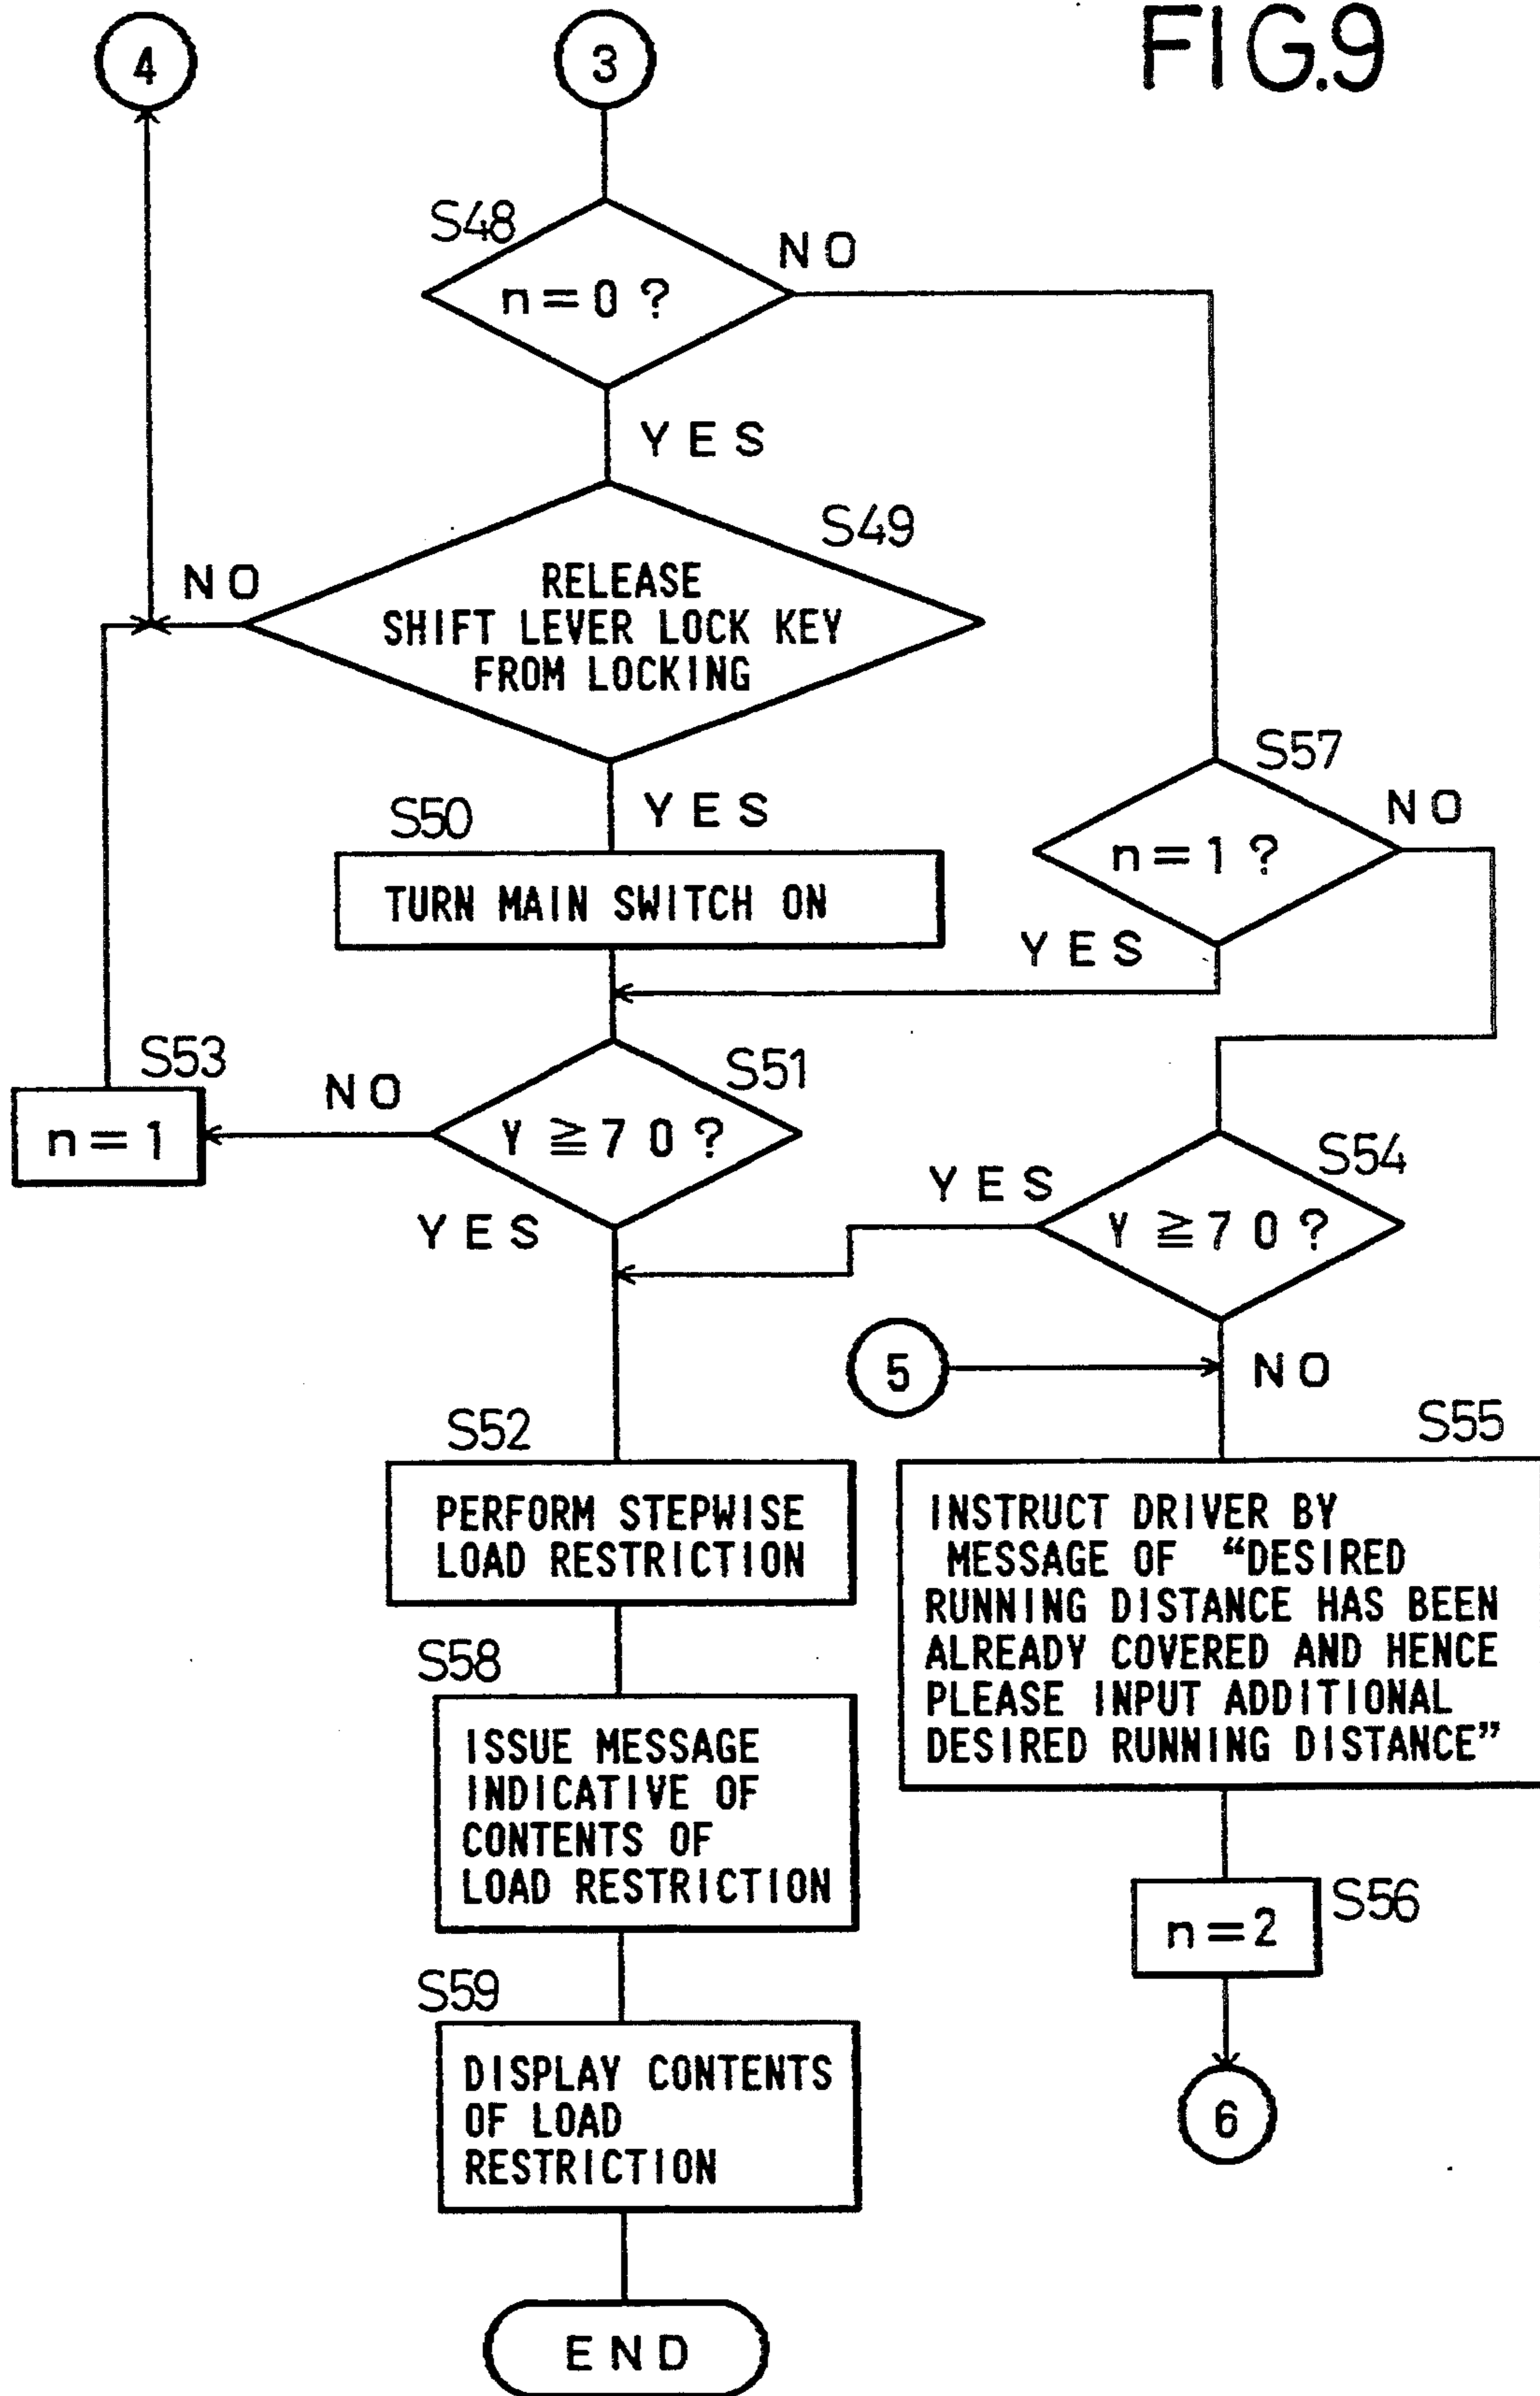 FIG.9
4
3
S48
n=0?
NO
YES
S49
NO
RELEASE
SHIFT LEVER LOCK KEY
FROM LOCKING
YES
S50
TURN MAIN SWITCH ON
S57
n=1?
NO
YES
S53
n=1
NO
S51
Y≧70?
YES
S54
YES
Y≧70?
5
NO
S52
PERFORM STEPWISE
LOAD RESTRICTION
S55
INSTRUCT DRIVER BY
MESSAGE OF “DESIRED
RUNNING DISTANCE HAS BEEN
ALREADY COVERED AND HENCE
PLEASE INPUT ADDITIONAL
DESIRED RUNNING DISTANCE”
S58
ISSUE MESSAGE
INDICATIVE OF
CONTENTS OF
LOAD RESTRICTION
S56
n=2
S59
DISPLAY CONTENTS
OF LOAD
RESTRICTION
6
END